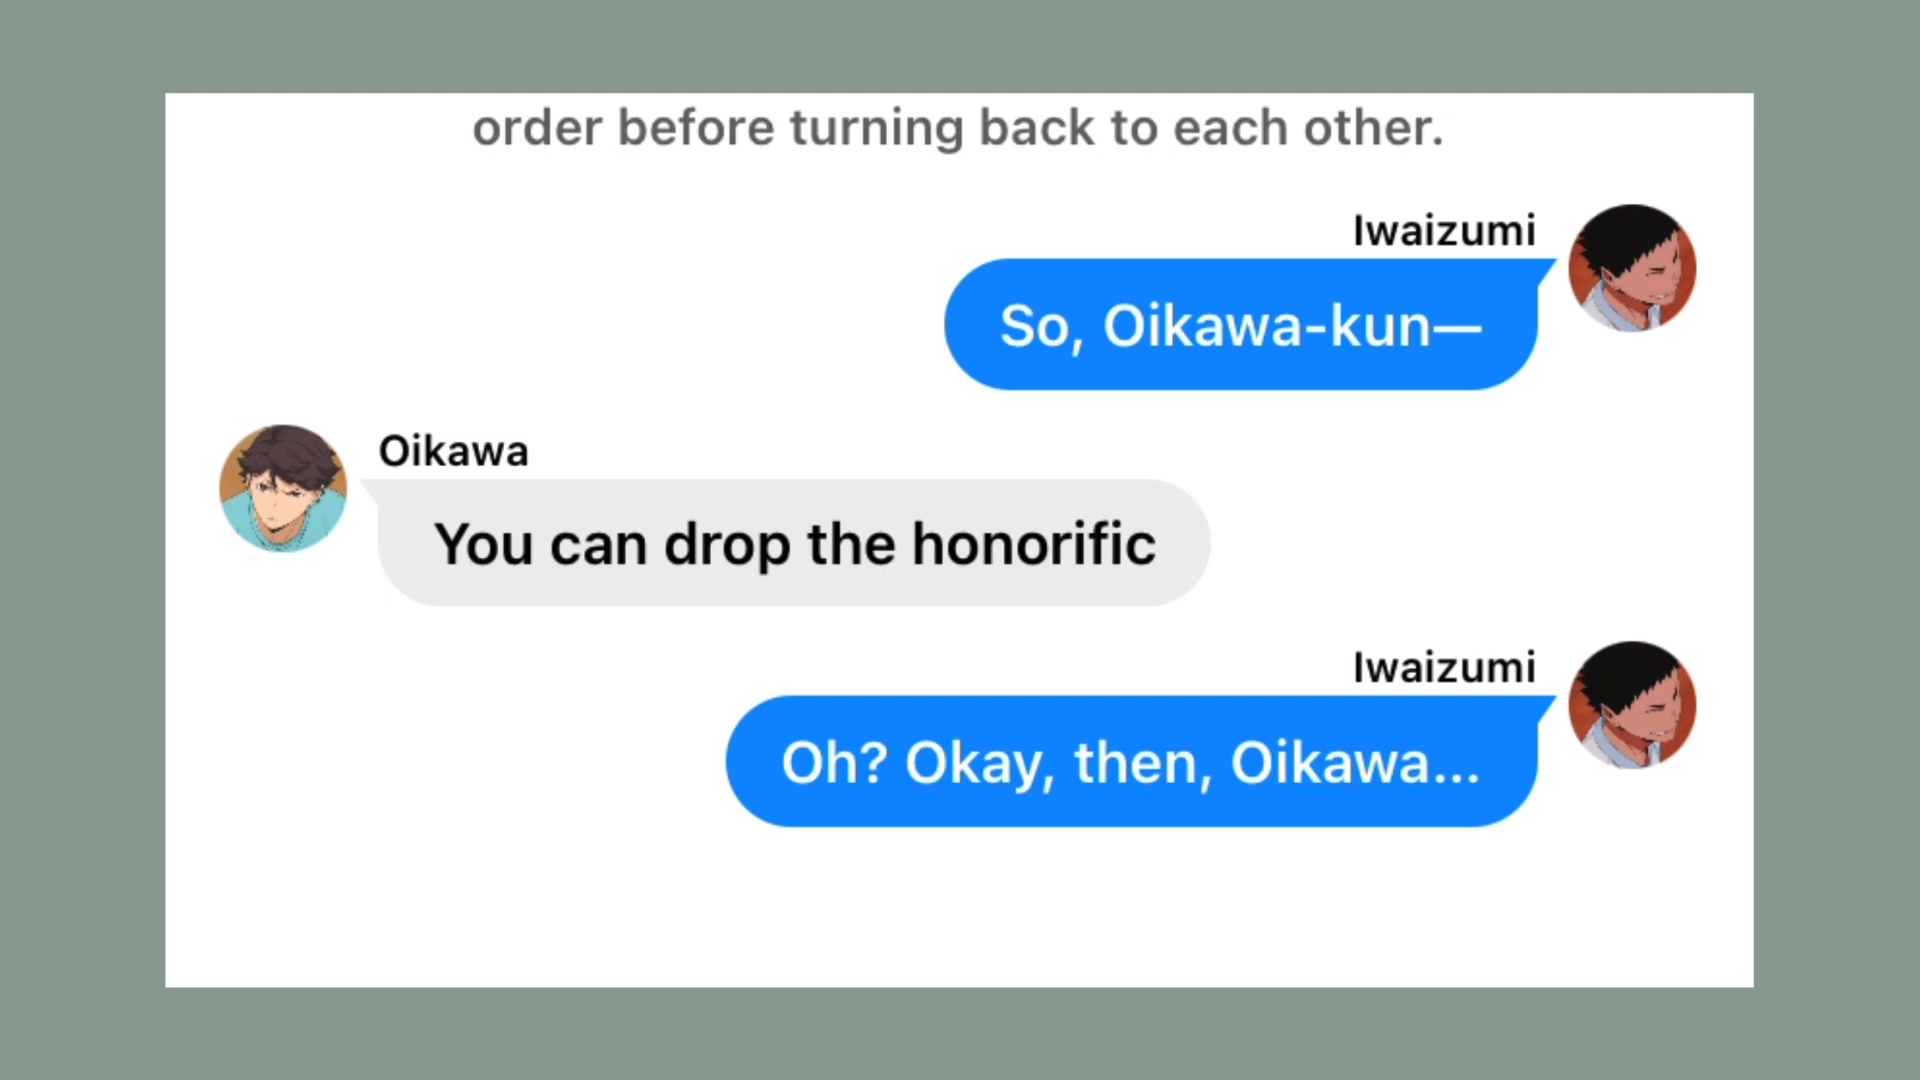 order before turning back to each other.
Iwaizumi
So, Oikawa-kun—
Oikawa
You can drop the honorific
Iwaizumi
Oh? Okay, then, Oikawa...